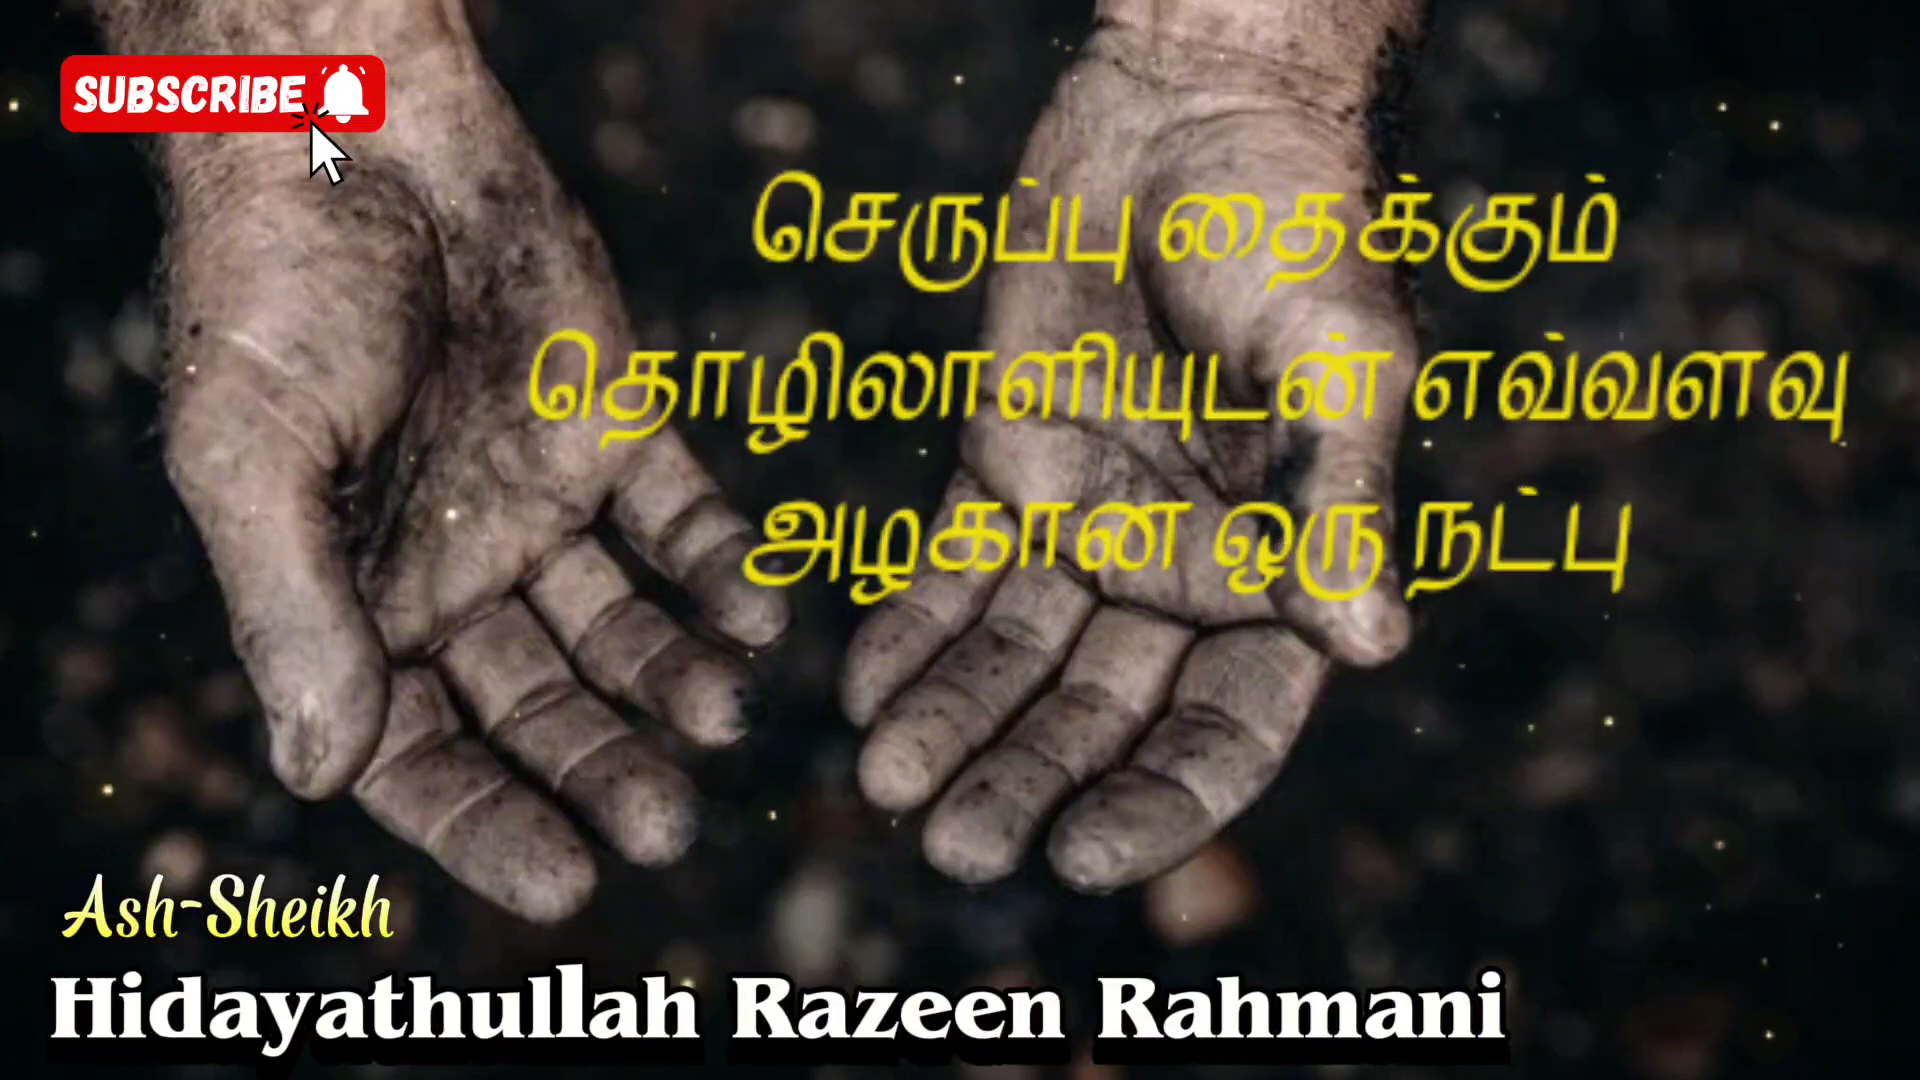 SUBSCRIBE
செருப்பு தைக்கும்
தொழிலாளியுடன் எவ்வளவு
அழகான ஒரு நட்பு
Ash-Sheikh
Hidayathullah Razeen Rahmani